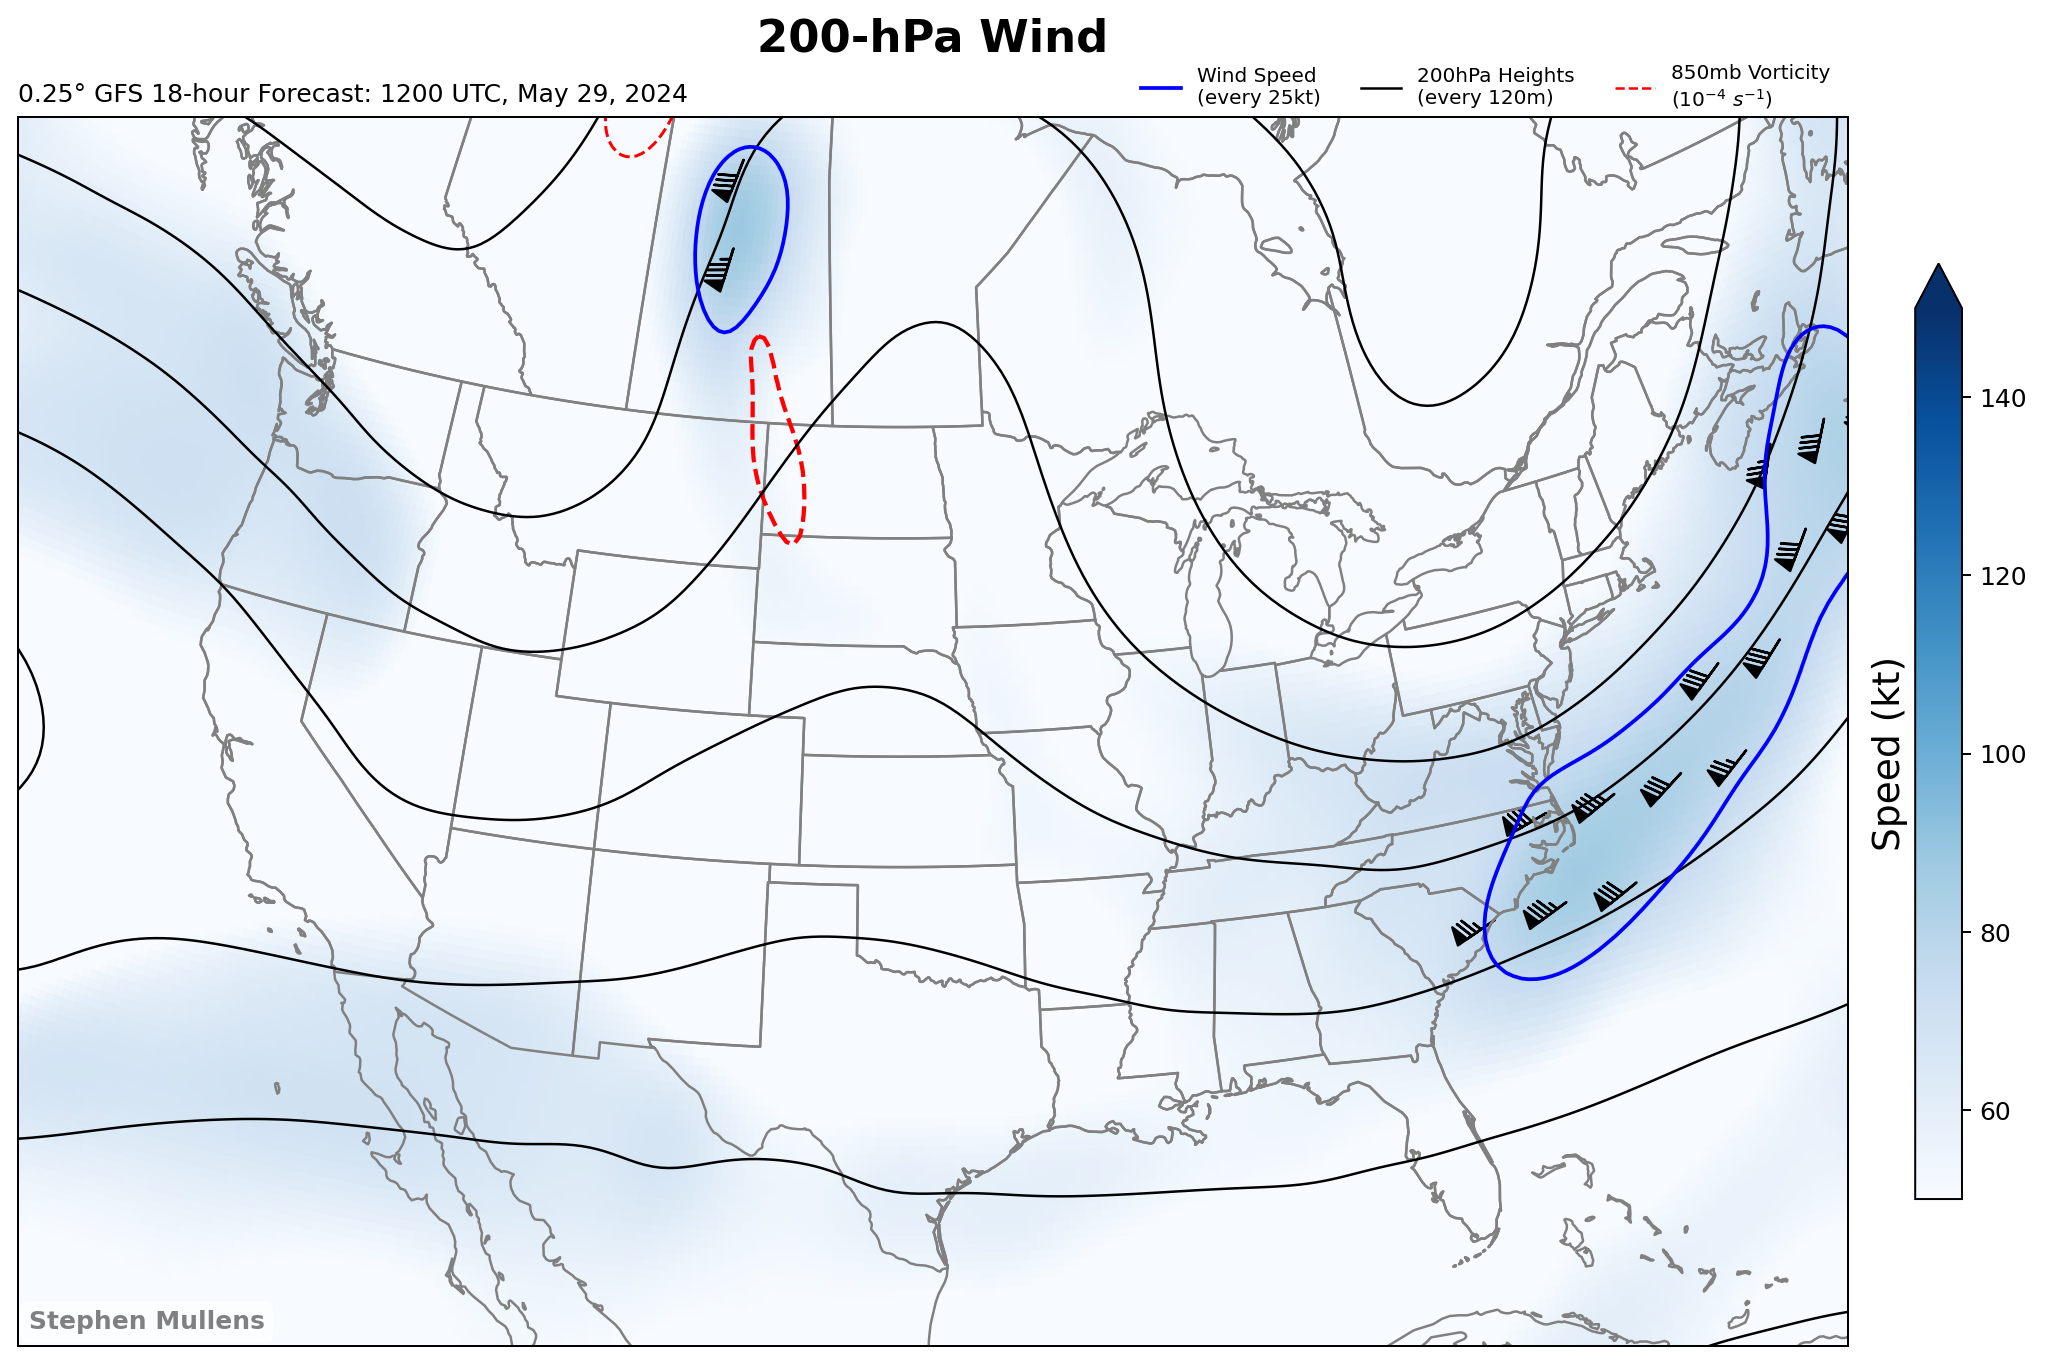 200-hPa Wind
0.25° GFS 18-hour Forecast: 1200 UTC, May 29, 2024
Wind Speed
(every 25kt)
200hPa Heights
(every 120m)
850mb Vorticity
(10⁻⁴ s⁻¹)
140
120
100
80
60
Speed (kt)
Stephen Mullens